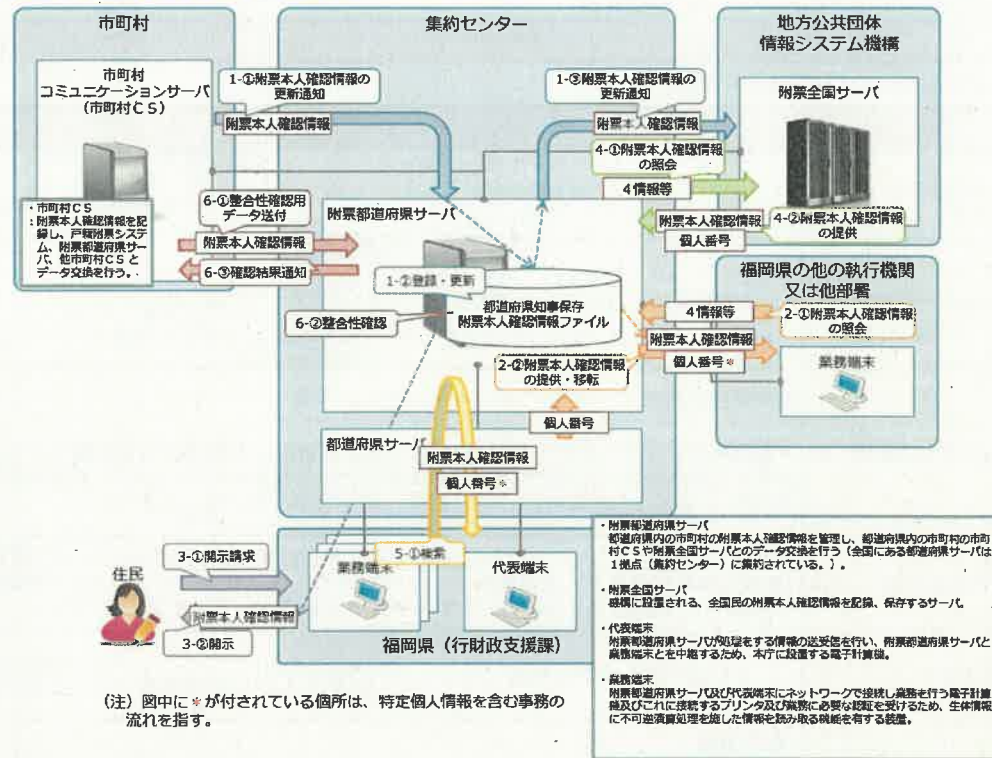 市町村
集約センター
地方公共団体
情報システム機構
市町村
コミュニケーションサーバ
(市町村CS)
1-①附票本人確認情報の
更新通知
附票本人確認情報
1-③附票本人確認情報の
更新通知
附票本人確認情報
附票全国サーバ
4-①附票本人確認情報
の照会
4情報等
附票本人確認情報
個人番号
4-②附票本人確認情報
の提供
・市町村CS
:附票本人確認情報を記
録し、戸籍附票システ
ム、附票都道府県サー
バ、他市町村CSと
データ交換を行う。
6-①整合性確認用
データ送付
附票本人確認情報
6-③確認結果通知
附票都道府県サーバ
1-②登録・更新
都道府県知事保存
附票本人確認情報ファイル
6-②整合性確認
福岡県の他の執行機関
又は他部署
4情報等
2-①附票本人確認情報
の照会
附票本人確認情報
個人番号*
業務端末
2-②附票本人確認情報
の提供・移転
個人番号
都道府県サーバ
附票本人確認情報
個人番号*
3-①開示請求
住民
附票本人確認情報
3-②開示
5-①検索
業務端末
代表端末
福岡県(行財政支援課)
・附票都道府県サーバ
都道府県内の市町村の附票本人確認情報を管理し、都道府県内の市町村の市町
村CSや附票全国サーバとのデータ交換を行う(全国にある都道府県サーバは
1拠点(集約センター)に集約されている。)。
・附票全国サーバ
機構に設置される、全国民の附票本人確認情報を記録、保存するサーバ。
・代表端末
附票都道府県サーバが処理をする情報の送受信を行い、附票都道府県サーバと
業務端末とを中継するため、本庁に設置する電子計算機。
・業務端末
附票都道府県サーバ及び代表端末にネットワークで接続し業務を行う電子計算
機及びこれに接続するプリンタ及び業務に必要な認証を受けるため、生体情報
に不可逆演算処理を施した情報を読み取る機能を有する装置。
(注)図中に*が付されている個所は、特定個人情報を含む事務の
流れを指す。